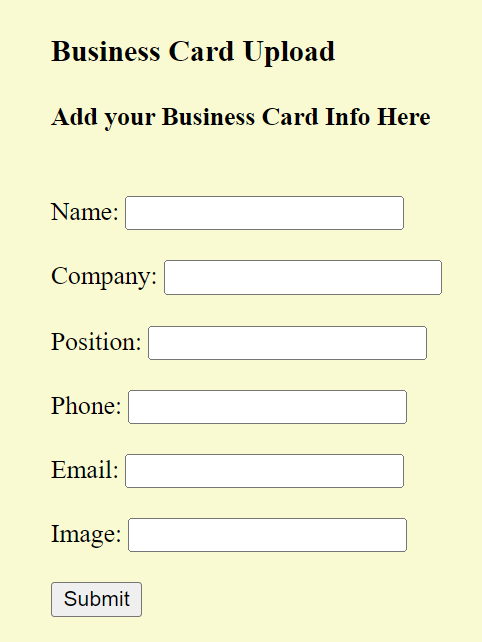 Business Card Upload
Add your Business Card Info Here
Name:
Company:
Position:
Phone:
Email:
Image:
Submit